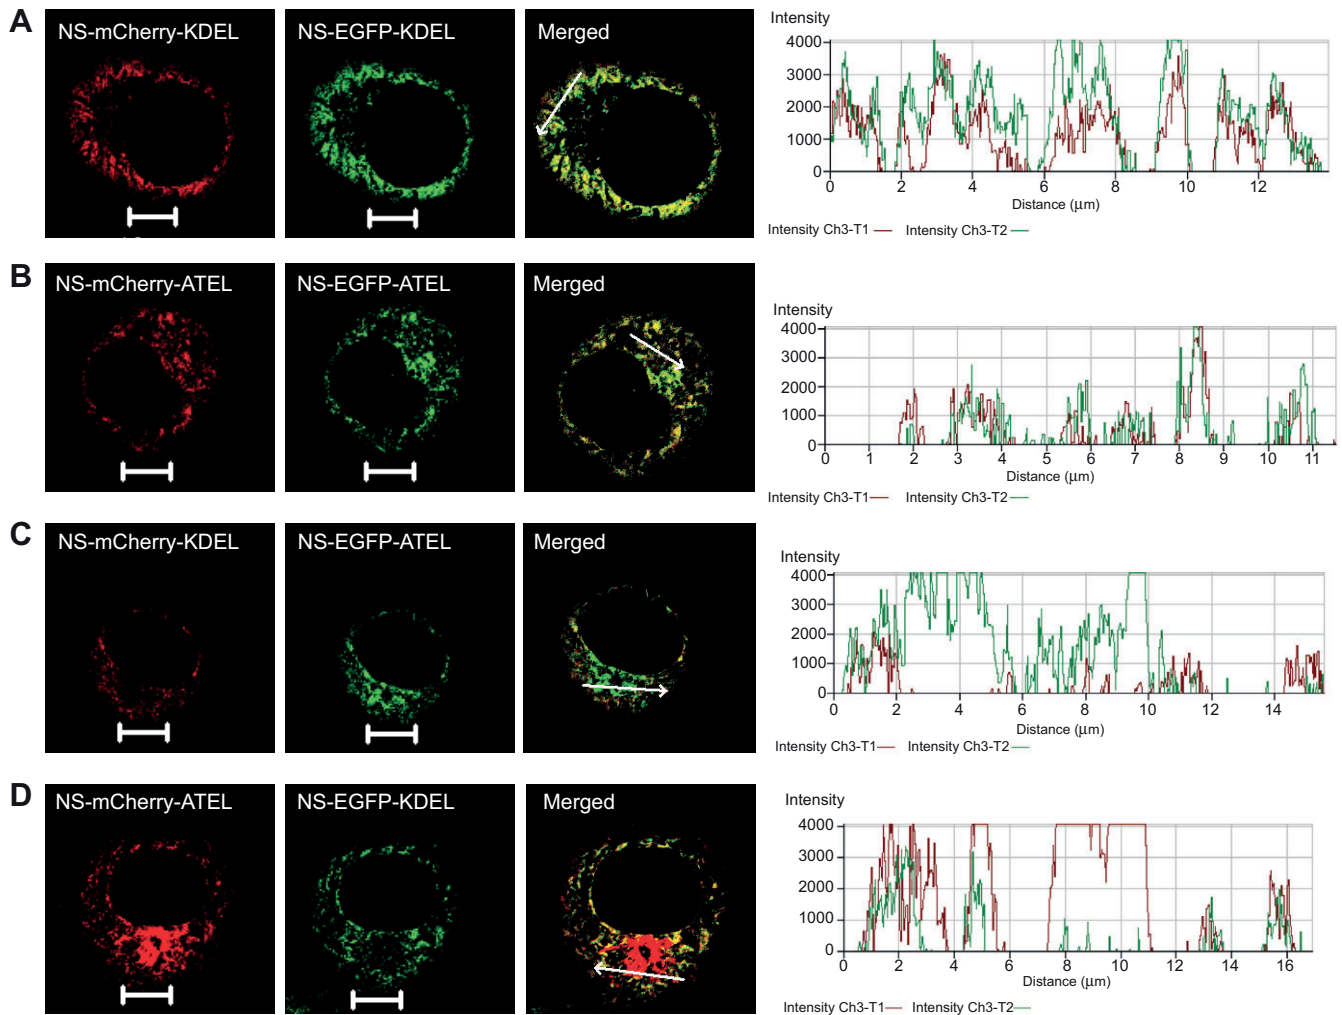 A
NS-mCherry-KDEL
NS-EGFP-KDEL
Merged
Intensity
4000
3000
2000
1000
0
0 2 4 6 8 10 12
Distance (μm)
Intensity Ch3-T1 Intensity Ch3-T2
B
NS-mCherry-ATEL
NS-EGFP-ATEL
Merged
Intensity
4000
3000
2000
1000
0
0 1 2 3 4 5 6 7 8 9 10 11
Distance (μm)
Intensity Ch3-T1 Intensity Ch3-T2
C
NS-mCherry-KDEL
NS-EGFP-ATEL
Merged
Intensity
4000
3000
2000
1000
0
0 2 4 6 8 10 12 14
Distance (μm)
Intensity Ch3-T1 Intensity Ch3-T2
D
NS-mCherry-ATEL
NS-EGFP-KDEL
Merged
Intensity
4000
3000
2000
1000
0
0 2 4 6 8 10 12 14 16
Distance (μm)
Intensity Ch3-T1 Intensity Ch3-T2